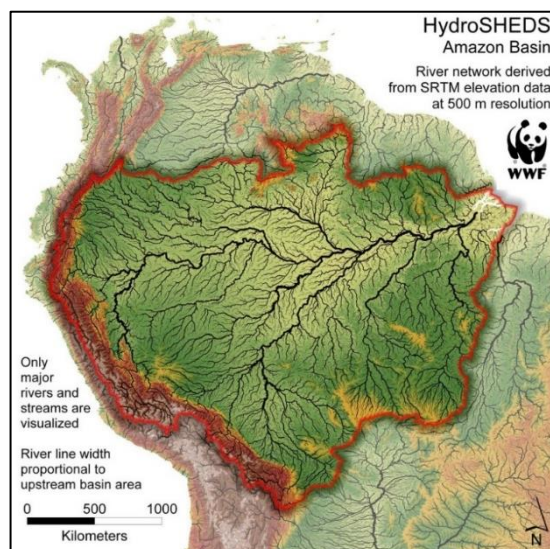 HydroSHEDS
Amazon Basin
River network derived
from SRTM elevation data
at 500 m resolution
WWF
Only
major
rivers and
streams are
visualized
River line width
proportional to
upstream basin area
0 500 1000
Kilometers
N